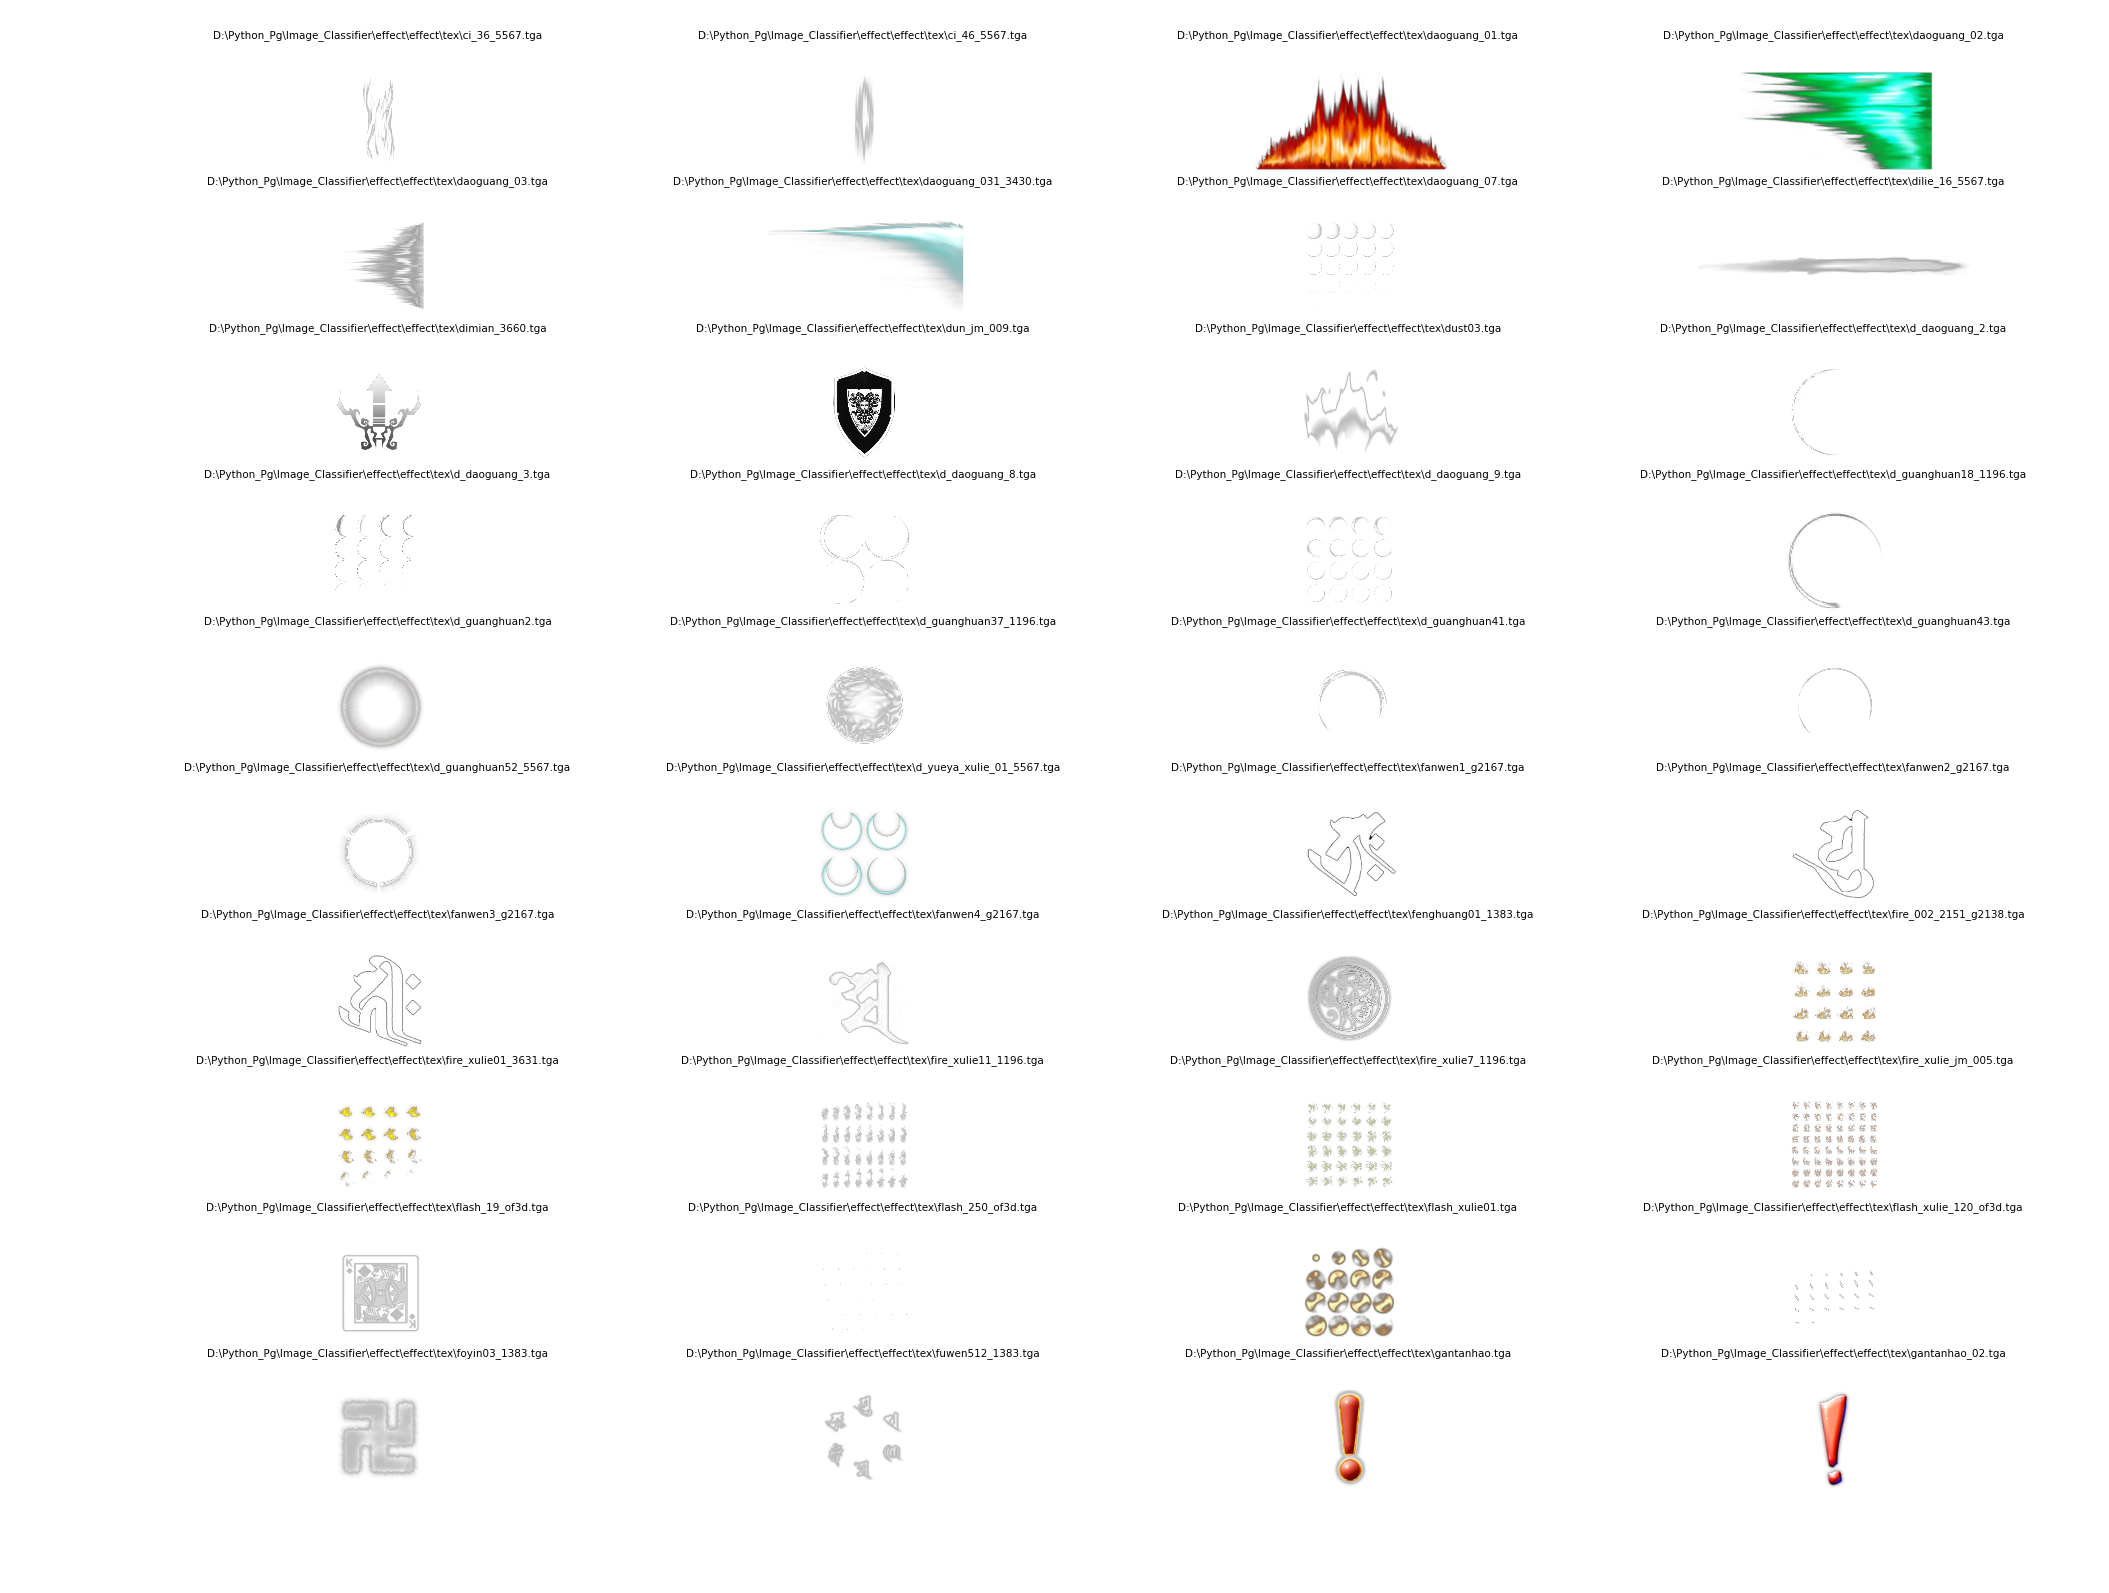 D:\Python_Pg\Image_Classifier\effect\effect\tex\ci_36_5567.tga
D:\Python_Pg\Image_Classifier\effect\effect\tex\ci_46_5567.tga
D:\Python_Pg\Image_Classifier\effect\effect\tex\daoguang_01.tga
D:\Python_Pg\Image_Classifier\effect\effect\tex\daoguang_02.tga
D:\Python_Pg\Image_Classifier\effect\effect\tex\daoguang_03.tga
D:\Python_Pg\Image_Classifier\effect\effect\tex\daoguang_031_3430.tga
D:\Python_Pg\Image_Classifier\effect\effect\tex\daoguang_07.tga
D:\Python_Pg\Image_Classifier\effect\effect\tex\dilie_16_5567.tga
D:\Python_Pg\Image_Classifier\effect\effect\tex\dimian_3660.tga
D:\Python_Pg\Image_Classifier\effect\effect\tex\dun_jm_009.tga
D:\Python_Pg\Image_Classifier\effect\effect\tex\dust03.tga
D:\Python_Pg\Image_Classifier\effect\effect\tex\d_daoguang_2.tga
D:\Python_Pg\Image_Classifier\effect\effect\tex\d_daoguang_3.tga
D:\Python_Pg\Image_Classifier\effect\effect\tex\d_daoguang_8.tga
D:\Python_Pg\Image_Classifier\effect\effect\tex\d_daoguang_9.tga
D:\Python_Pg\Image_Classifier\effect\effect\tex\d_guanghuan18_1196.tga
D:\Python_Pg\Image_Classifier\effect\effect\tex\d_guanghuan2.tga
D:\Python_Pg\Image_Classifier\effect\effect\tex\d_guanghuan37_1196.tga
D:\Python_Pg\Image_Classifier\effect\effect\tex\d_guanghuan41.tga
D:\Python_Pg\Image_Classifier\effect\effect\tex\d_guanghuan43.tga
D:\Python_Pg\Image_Classifier\effect\effect\tex\d_guanghuan52_5567.tga
D:\Python_Pg\Image_Classifier\effect\effect\tex\d_yueya_xulie_01_5567.tga
D:\Python_Pg\Image_Classifier\effect\effect\tex\fanwen1_g2167.tga
D:\Python_Pg\Image_Classifier\effect\effect\tex\fanwen2_g2167.tga
D:\Python_Pg\Image_Classifier\effect\effect\tex\fanwen3_g2167.tga
D:\Python_Pg\Image_Classifier\effect\effect\tex\fanwen4_g2167.tga
D:\Python_Pg\Image_Classifier\effect\effect\tex\fenghuang01_1383.tga
D:\Python_Pg\Image_Classifier\effect\effect\tex\fire_002_2151_g2138.tga
D:\Python_Pg\Image_Classifier\effect\effect\tex\fire_xulie01_3631.tga
D:\Python_Pg\Image_Classifier\effect\effect\tex\fire_xulie11_1196.tga
D:\Python_Pg\Image_Classifier\effect\effect\tex\fire_xulie7_1196.tga
D:\Python_Pg\Image_Classifier\effect\effect\tex\fire_xulie_jm_005.tga
D:\Python_Pg\Image_Classifier\effect\effect\tex\flash_19_of3d.tga
D:\Python_Pg\Image_Classifier\effect\effect\tex\flash_250_of3d.tga
D:\Python_Pg\Image_Classifier\effect\effect\tex\flash_xulie01.tga
D:\Python_Pg\Image_Classifier\effect\effect\tex\flash_xulie_120_of3d.tga
K
K
D:\Python_Pg\Image_Classifier\effect\effect\tex\foyin03_1383.tga
D:\Python_Pg\Image_Classifier\effect\effect\tex\fuwen512_1383.tga
D:\Python_Pg\Image_Classifier\effect\effect\tex\gantanhao.tga
D:\Python_Pg\Image_Classifier\effect\effect\tex\gantanhao_02.tga
卍
!
!